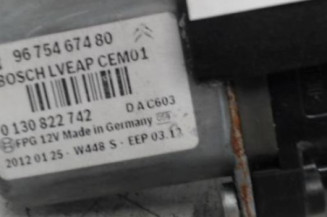 96 754 674 80
BOSCH LVEAP CEM01
0 130 822 742
D A C603
FPG 12V Made in Germany
2012 01 25 - W448 S - EEP 03.12